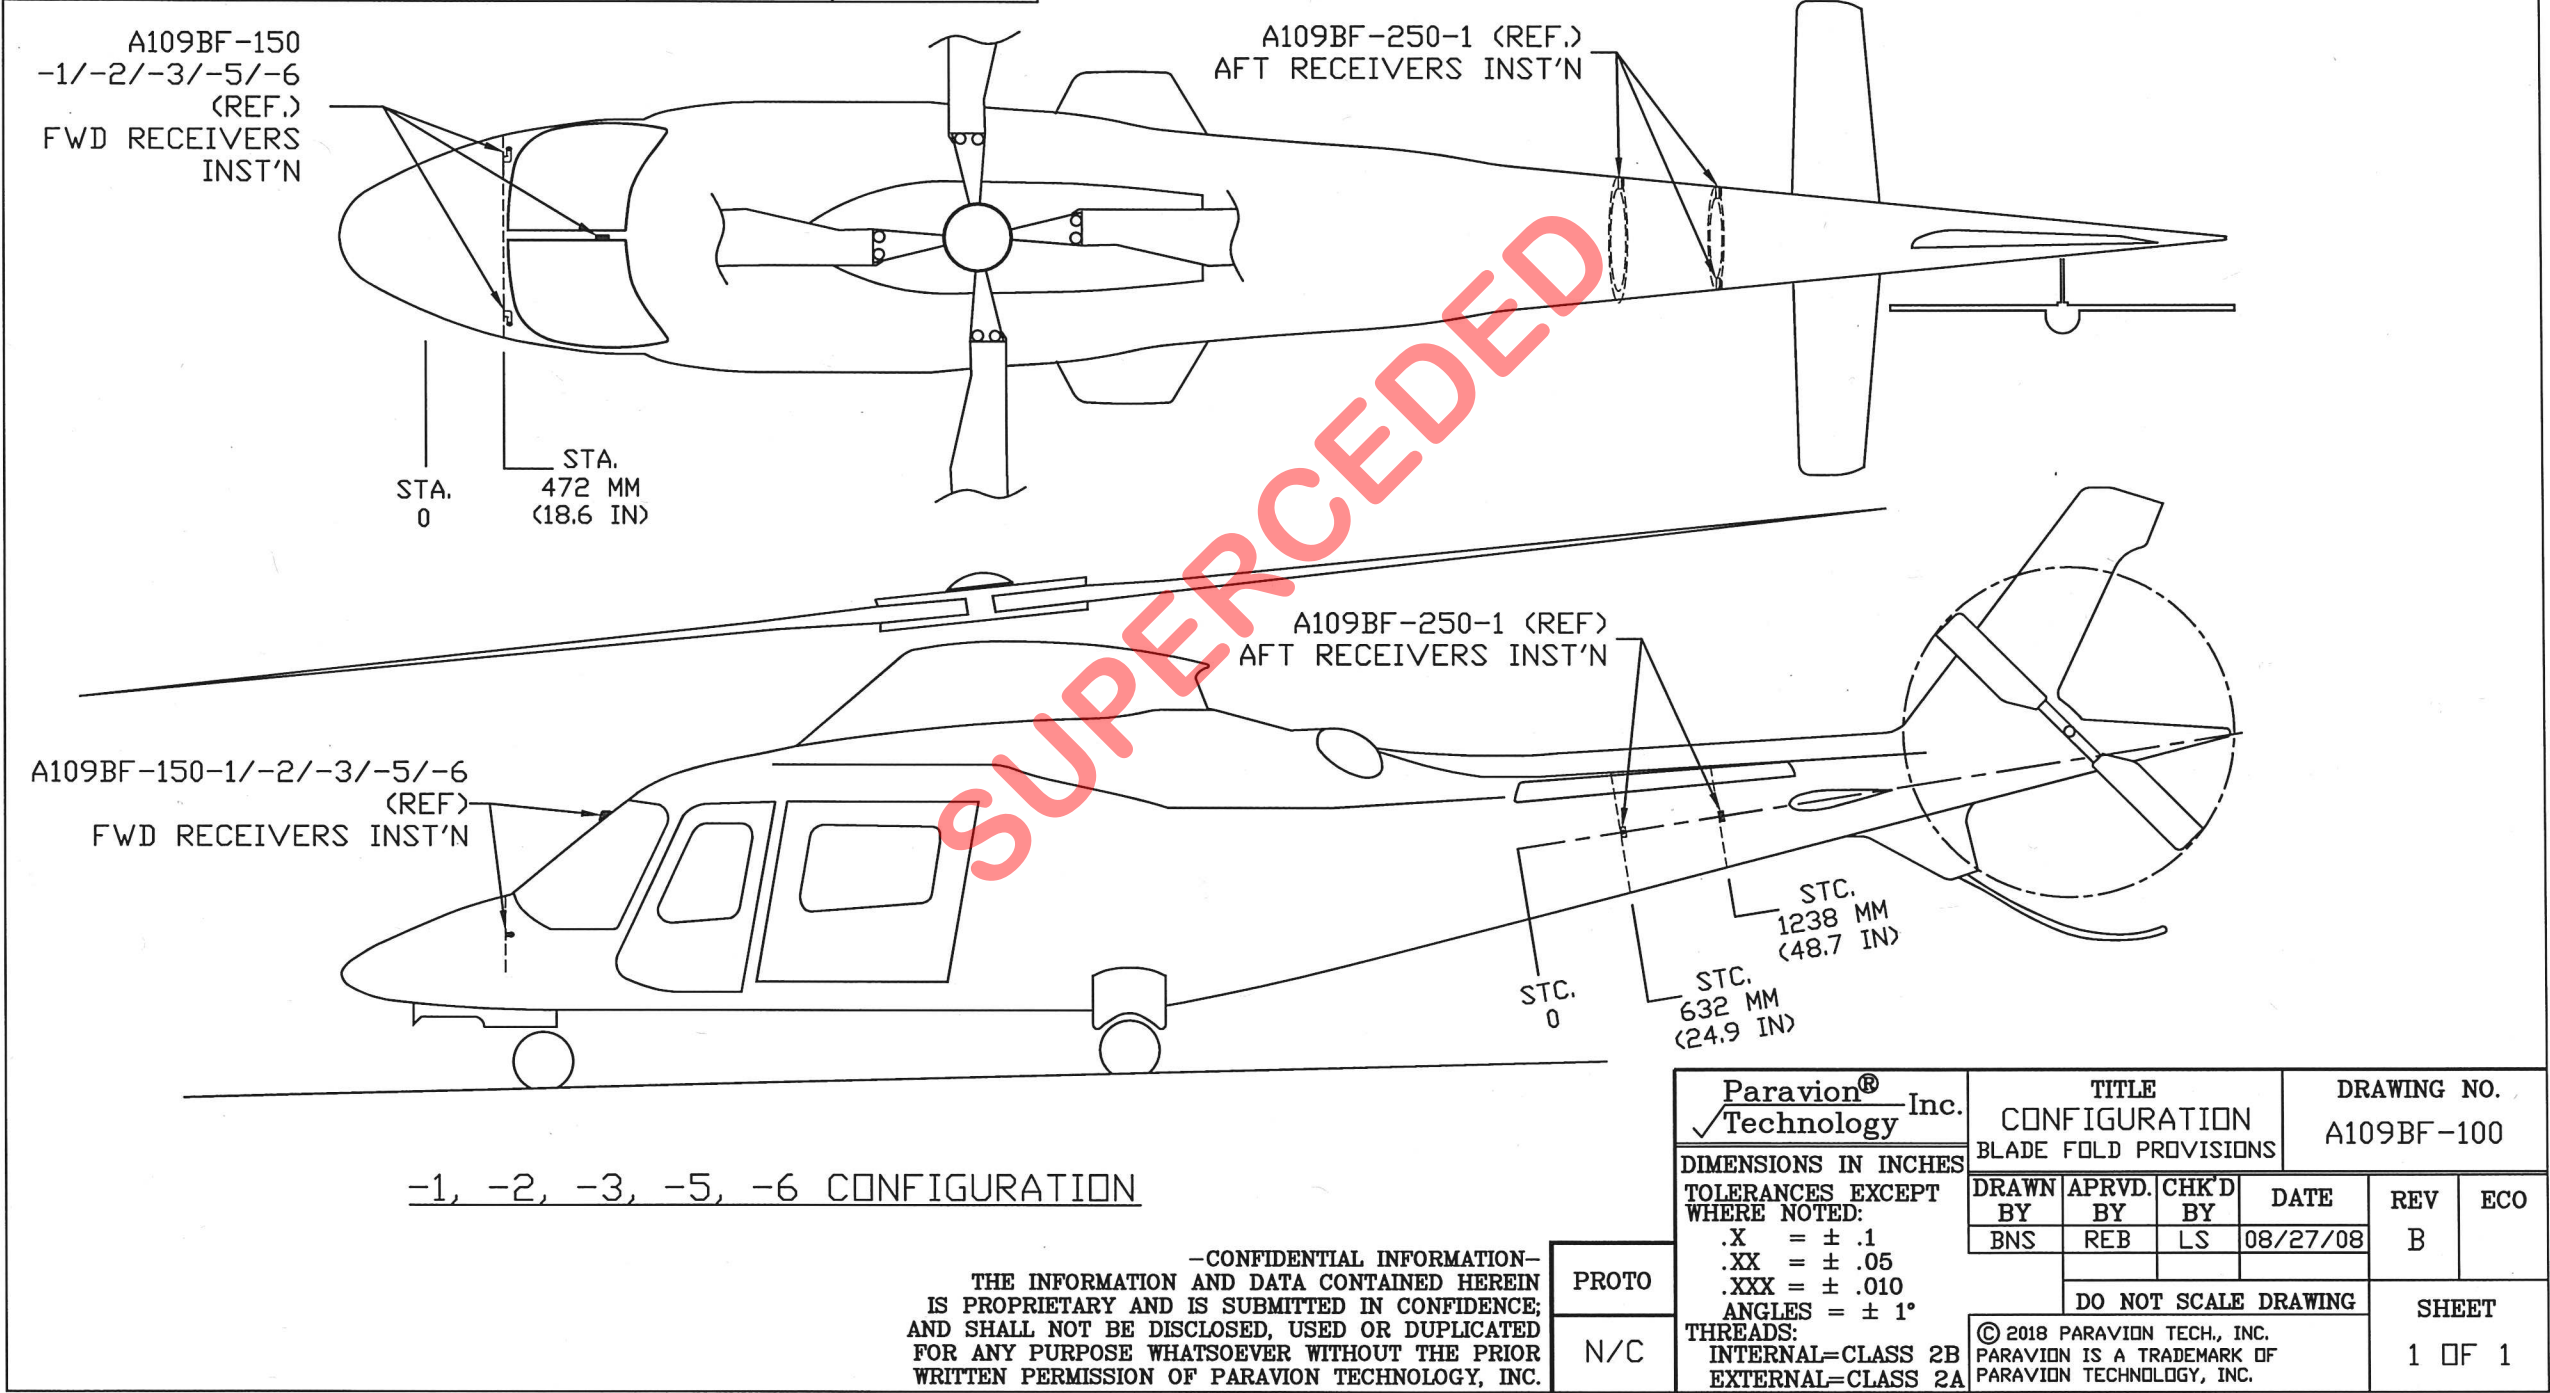 A109BF-150
-1/-2/-3/-5/-6
(REF.)
FWD RECEIVERS
INST'N
A109BF-250-1 (REF.)
AFT RECEIVERS INST'N
STA.
0
STA.
472 MM
(18.6 IN)
A109BF-250-1 (REF)
AFT RECEIVERS INST'N
A109BF-150-1/-2/-3/-5/-6
(REF)
FWD RECEIVERS INST'N
SUPERCEDED
STC.
0
STC.
632 MM
(24.9 IN)
STC.
1238 MM
(48.7 IN)
-1, -2, -3, -5, -6 CONFIGURATION
-CONFIDENTIAL INFORMATION-
THE INFORMATION AND DATA CONTAINED HEREIN
IS PROPRIETARY AND IS SUBMITTED IN CONFIDENCE;
AND SHALL NOT BE DISCLOSED, USED OR DUPLICATED
FOR ANY PURPOSE WHATSOEVER WITHOUT THE PRIOR
WRITTEN PERMISSION OF PARAVION TECHNOLOGY, INC.
PROTO
N/C
Paravion®
Technology Inc.
DIMENSIONS IN INCHES
TOLERANCES EXCEPT
WHERE NOTED:
.X = ± .1
.XX = ± .05
.XXX = ± .010
ANGLES = ± 1°
THREADS:
INTERNAL=CLASS 2B
EXTERNAL=CLASS 2A
TITLE
CONFIGURATION
BLADE FOLD PROVISIONS
DRAWING NO.
A109BF-100
DRAWN BY
APRVD. BY
CHK'D BY
DATE
REV
ECO
BNS
REB
LS
08/27/08
B
DO NOT SCALE DRAWING
SHEET
1 OF 1
© 2018 PARAVION TECH., INC.
PARAVION IS A TRADEMARK OF
PARAVION TECHNOLOGY, INC.